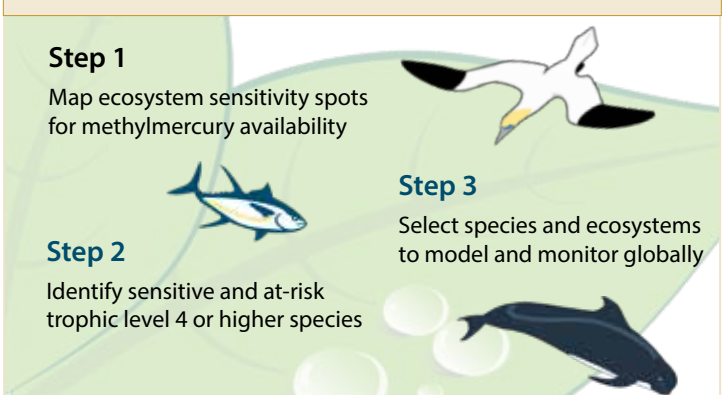 Step 1
Map ecosystem sensitivity spots
for methylmercury availability
Step 2
Identify sensitive and at-risk
trophic level 4 or higher species
Step 3
Select species and ecosystems
to model and monitor globally